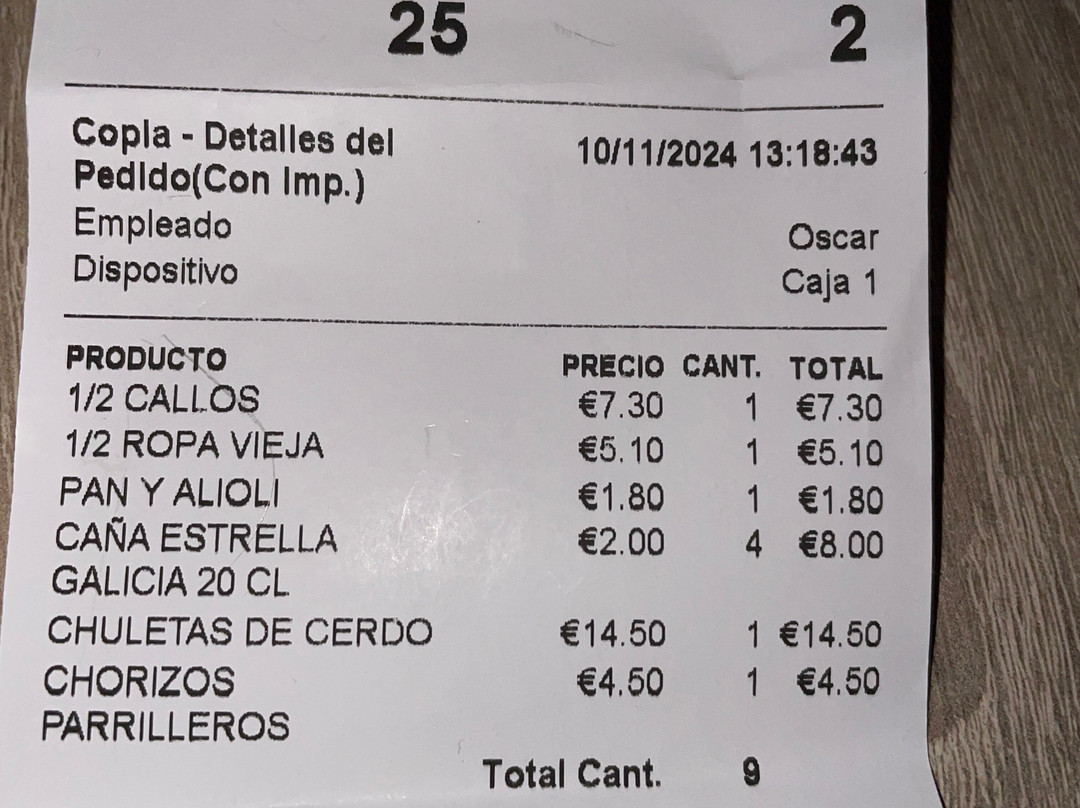 25 2
Copla - Detalles del
PedIdo(Con Imp.) 10/11/2024 13:18:43
Empleado Oscar
Dispositivo Caja 1
PRODUCTO PRECIO CANT. TOTAL
1/2 CALLOS €7.30 1 €7.30
1/2 ROPA VIEJA €5.10 1 €5.10
PAN Y ALIOLI €1.80 1 €1.80
CAÑA ESTRELLA €2.00 4 €8.00
GALICIA 20 CL
CHULETAS DE CERDO €14.50 1 €14.50
CHORIZOS €4.50 1 €4.50
PARRILLEROS
Total Cant. 9